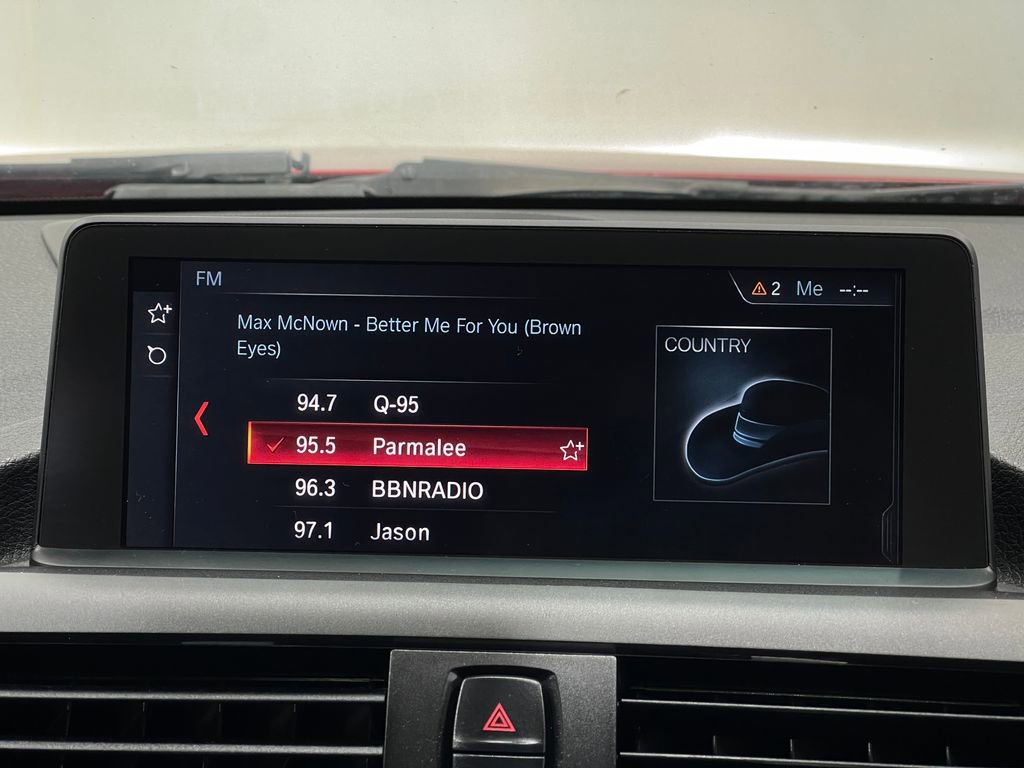 FM
2 Me --:--
Max McNown - Better Me For You (Brown
Eyes)
COUNTRY
94.7 Q-95
95.5 Parmalee
96.3 BBNRADIO
97.1 Jason